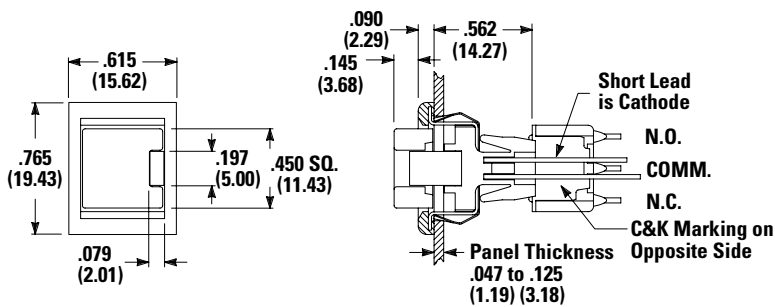 .615
(15.62)
.765
(19.43)
.197
(5.00)
.450 SQ.
(11.43)
.079
(2.01)
.090
(2.29)
.145
(3.68)
.562
(14.27)
Short Lead
is Cathode
N.O.
COMM.
N.C.
C&K Marking on
Opposite Side
Panel Thickness
.047 to .125
(1.19) (3.18)